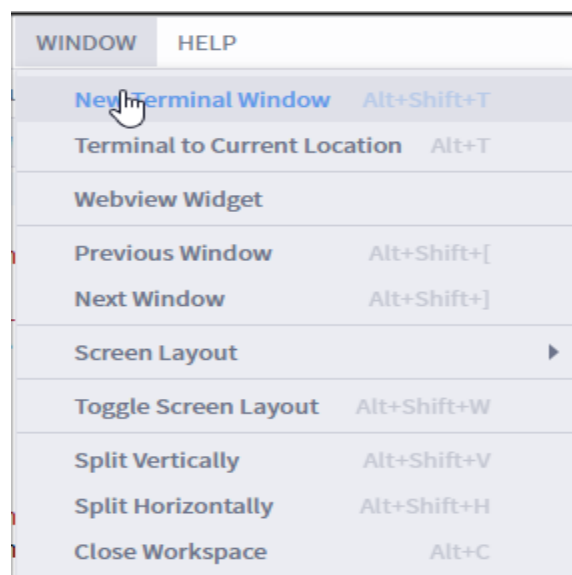 WINDOW HELP
New Terminal Window Alt+Shift+T
Terminal to Current Location Alt+T
Webview Widget
Previous Window Alt+Shift+[
Next Window Alt+Shift+]
Screen Layout
Toggle Screen Layout Alt+Shift+W
Split Vertically Alt+Shift+V
Split Horizontally Alt+Shift+H
Close Workspace Alt+C